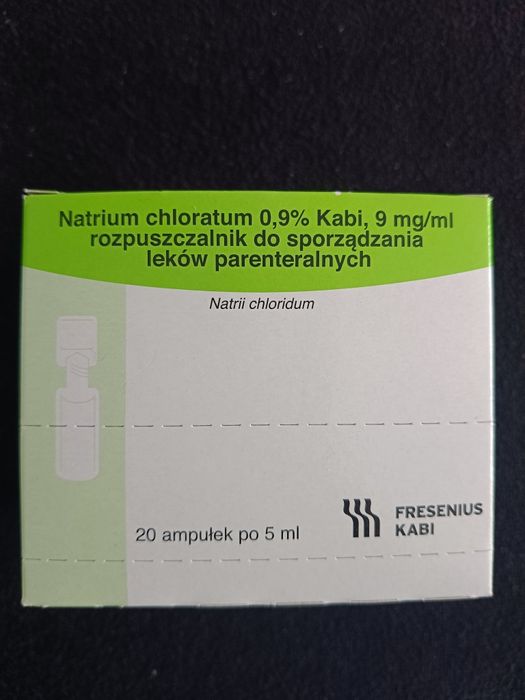 Natrium chloratum 0,9% Kabi, 9 mg/ml
rozpuszczalnik do sporządzania
leków parenteralnych
Natrii chloridum
20 ampułek po 5 ml
FRESENIUS
KABI